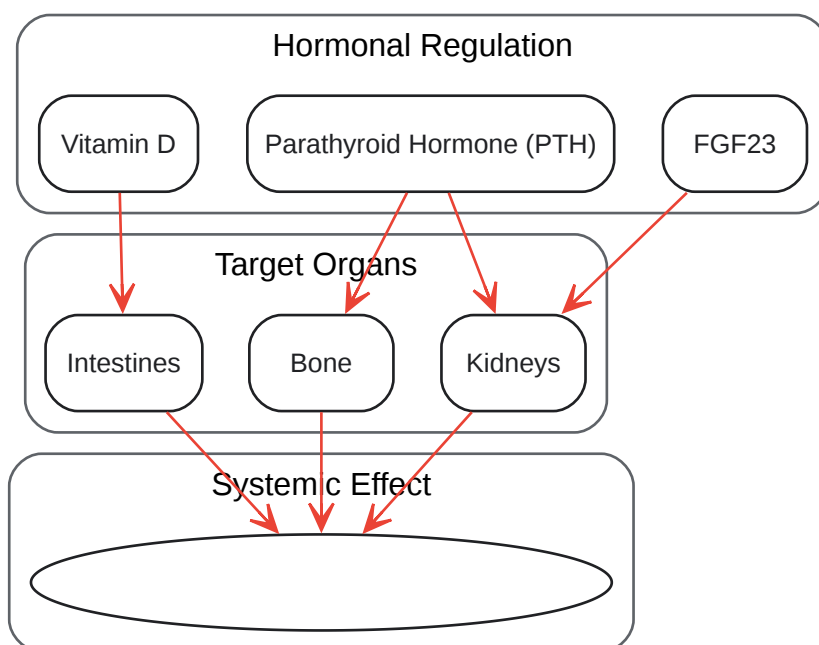 Hormonal Regulation
Vitamin D
Parathyroid Hormone (PTH)
FGF23
Target Organs
Intestines
Bone
Kidneys
Systemic Effect